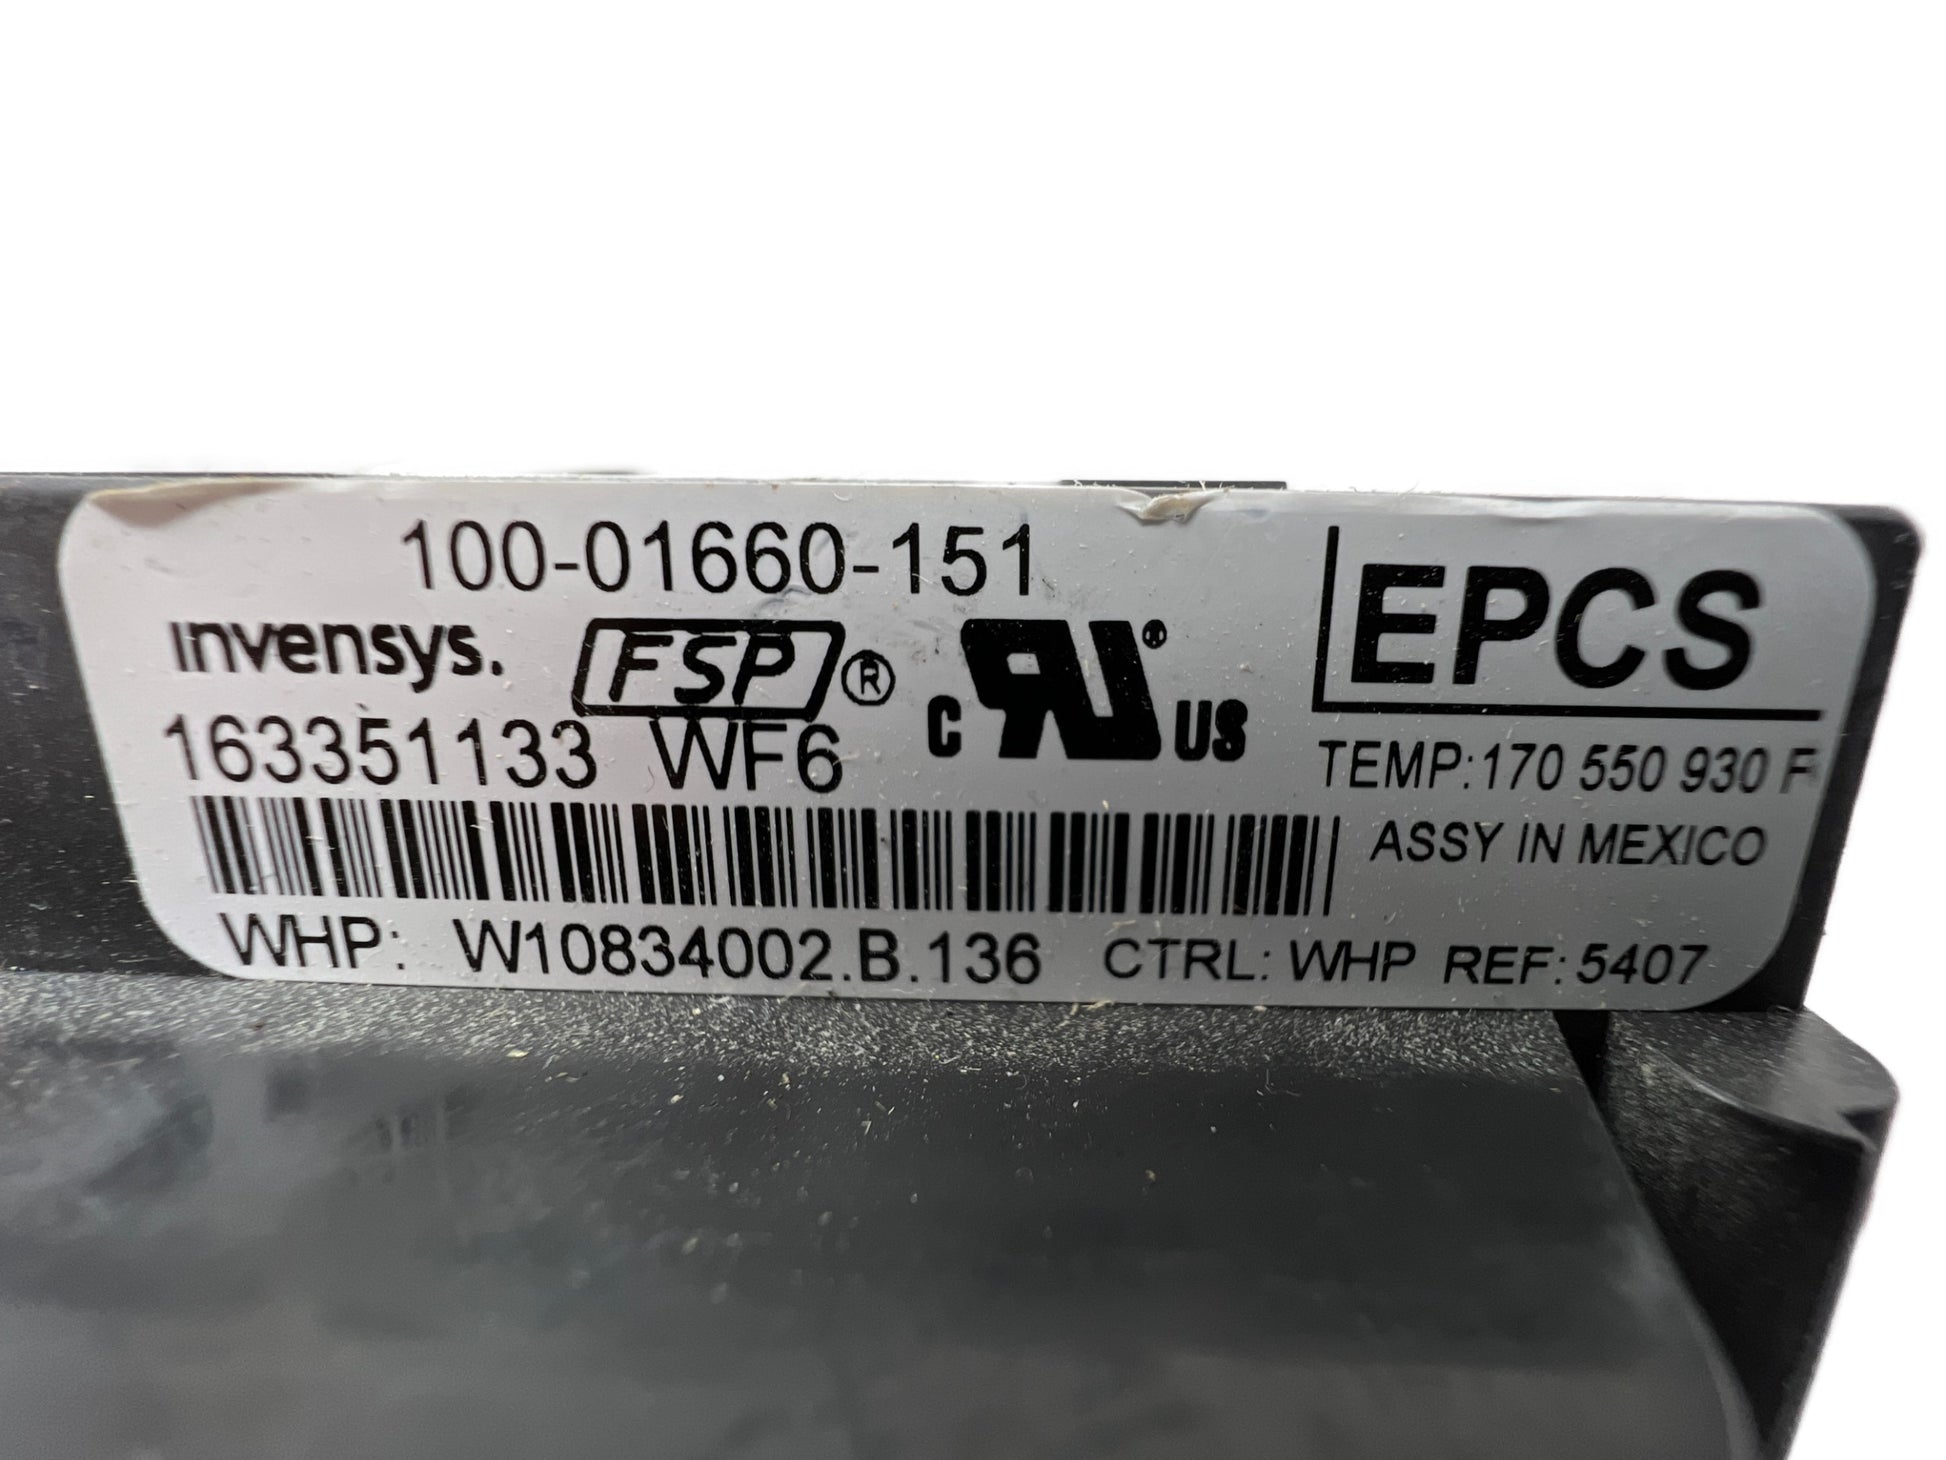 100-01660-151
invensys.
FSP®
c RU® US
EPCS
163351133 WF6
TEMP:170 550 930 F
ASSY IN MEXICO
WHP: W10834002.B.136 CTRL: WHP REF: 5407